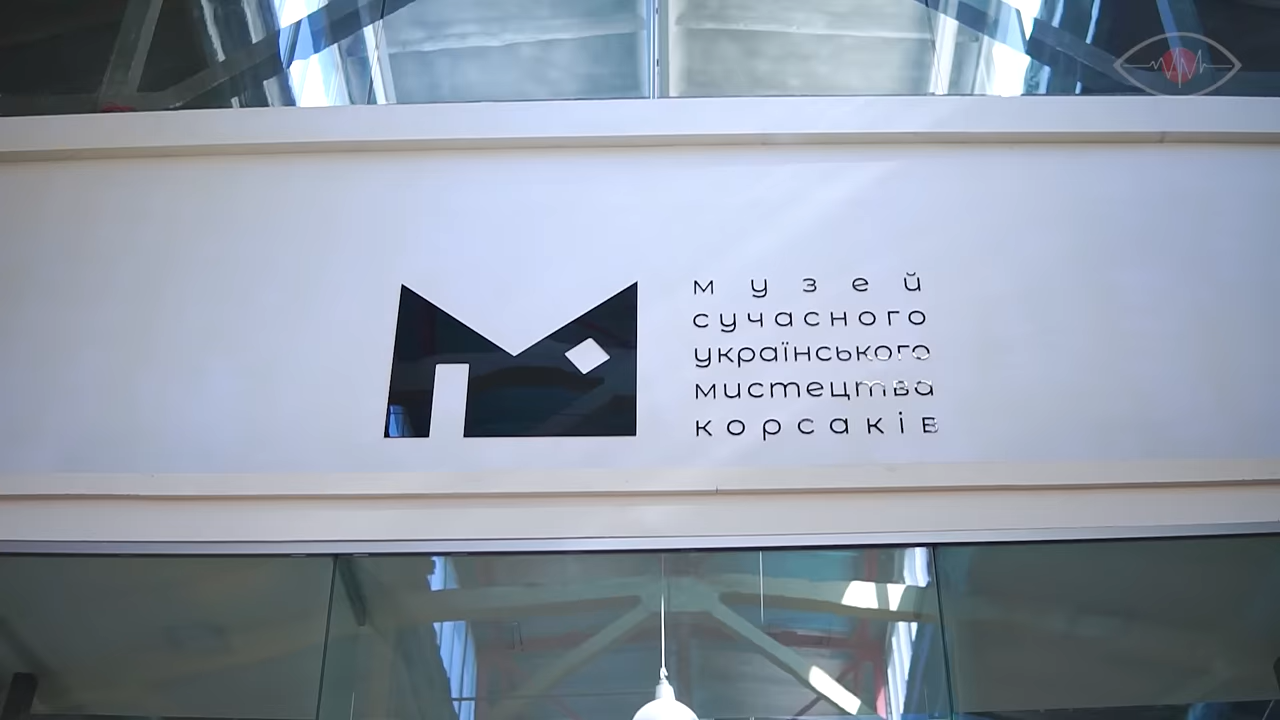 музей
сучасного
українського
мистецтва
корсаків